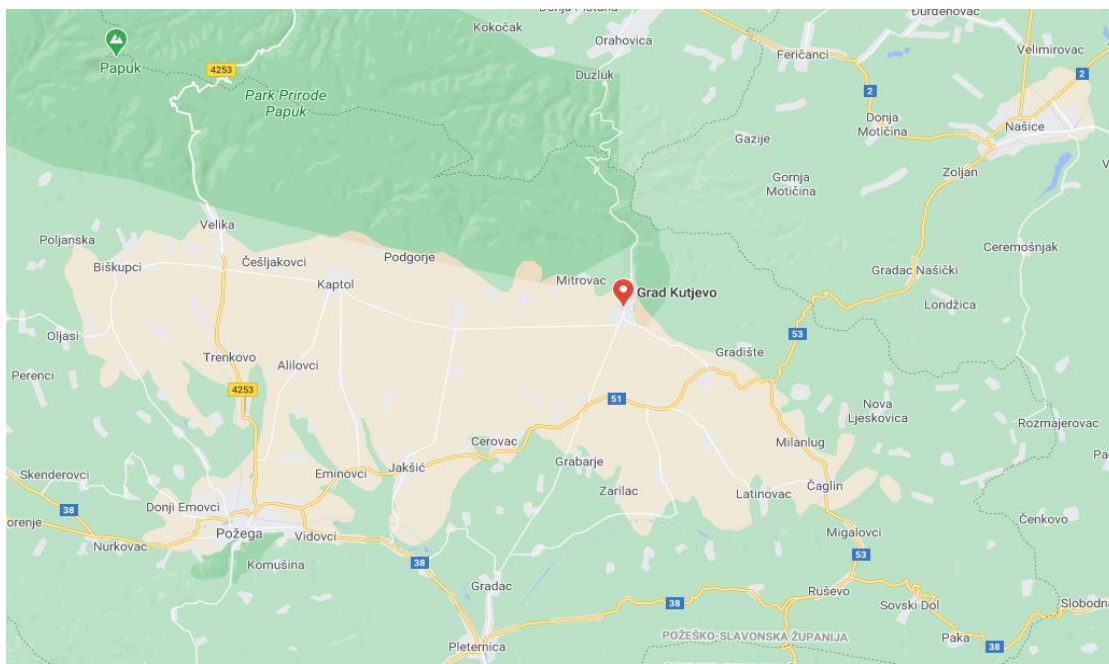 Kokočak
Orahovica
Feričanci
Velimirovac
Duzluk
Papuk
4253
Park Prirode
Papuk
2
2
Donja
Motičina
Našice
Gazije
Zoljan
Gornja
Motičina
Velika
Poljanska
Biškupci
Češljakovci
Podgorje
Kaptol
Mitrovac
Grad Kutjevo
Ceremošnjak
Gradac Našički
Londžica
53
Oljasi
Trenkovo
Alilovci
Gradište
Perenci
4253
51
Nova
Ljeskovica
Rozmajerovac
Cerovac
Milanlug
Skenderovci
Eminovci
Jakšić
Grabarje
Zarilac
Latinovac
Čaglin
38
Donji Emovci
Požega
Vidovci
Nurkovac
Komušina
Migalovci
Čenkovo
38
53
Gradac
Ruševo
38
Sovski Dol
Slobodna
POŽEŠKO-SLAVONSKA ŽUPANIJA
Paka
38
Pleternica